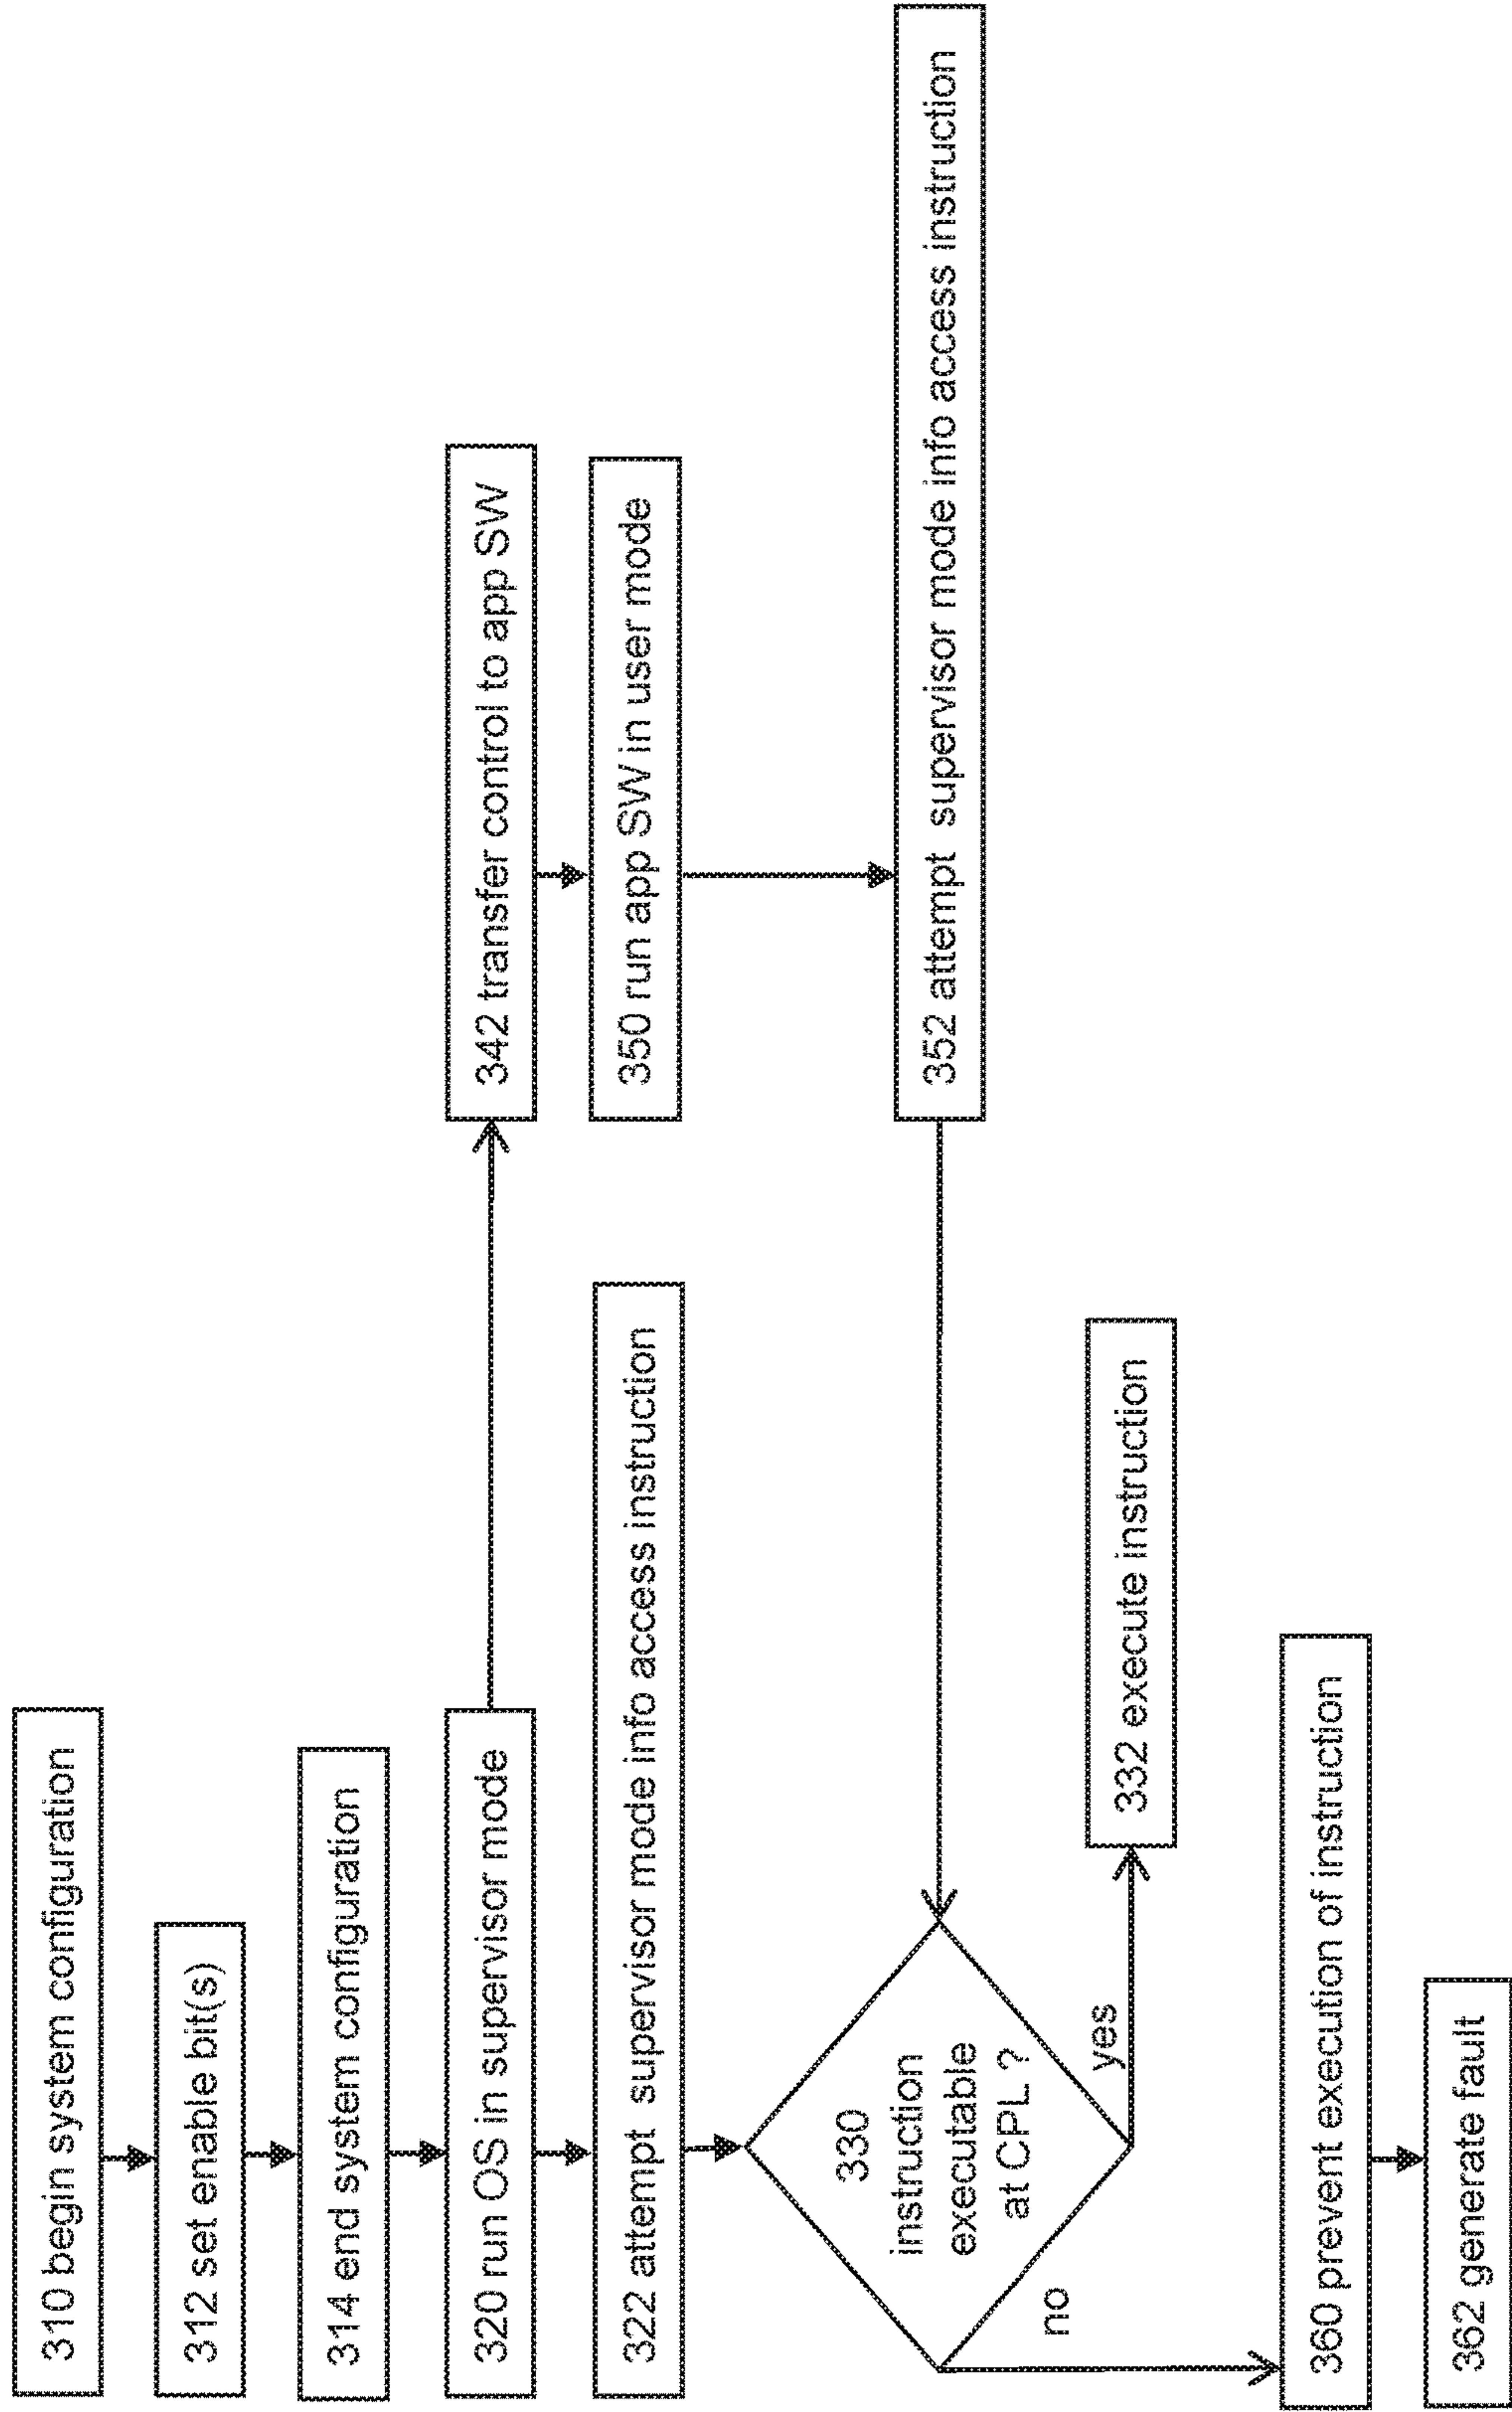 310 begin system configuration
312 set enable bit(s)
314 end system configuration
320 run OS in supervisor mode
342 transfer control to app SW
322 attempt supervisor mode info access instruction
350 run app SW in user mode
330
instruction
executable
at CPL ?
352 attempt supervisor mode info access instruction
no
yes
332 execute instruction
360 prevent execution of instruction
362 generate fault